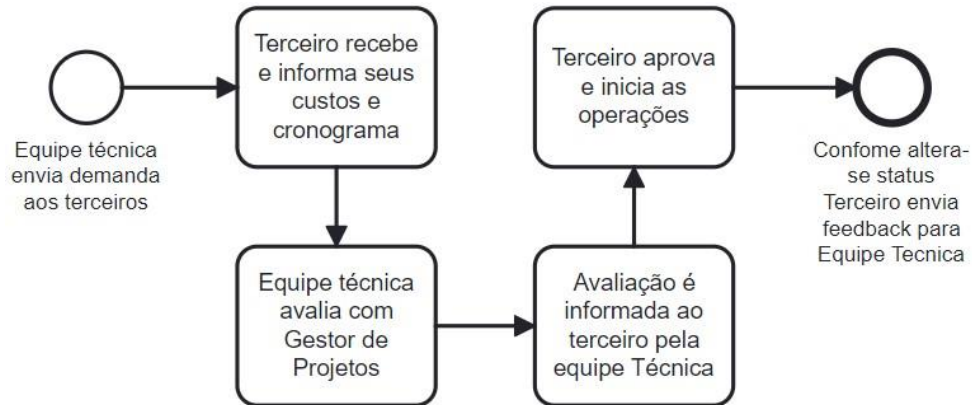 Equipe técnica
envia demanda
aos terceiros
Terceiro recebe
e informa seus
custos e
cronograma
Equipe técnica
avalia com
Gestor de
Projetos
Avaliação é
informada ao
terceiro pela
equipe Técnica
Terceiro aprova
e inicia as
operações
Confome altera-
se status
Terceiro envia
feedback para
Equipe Tecnica